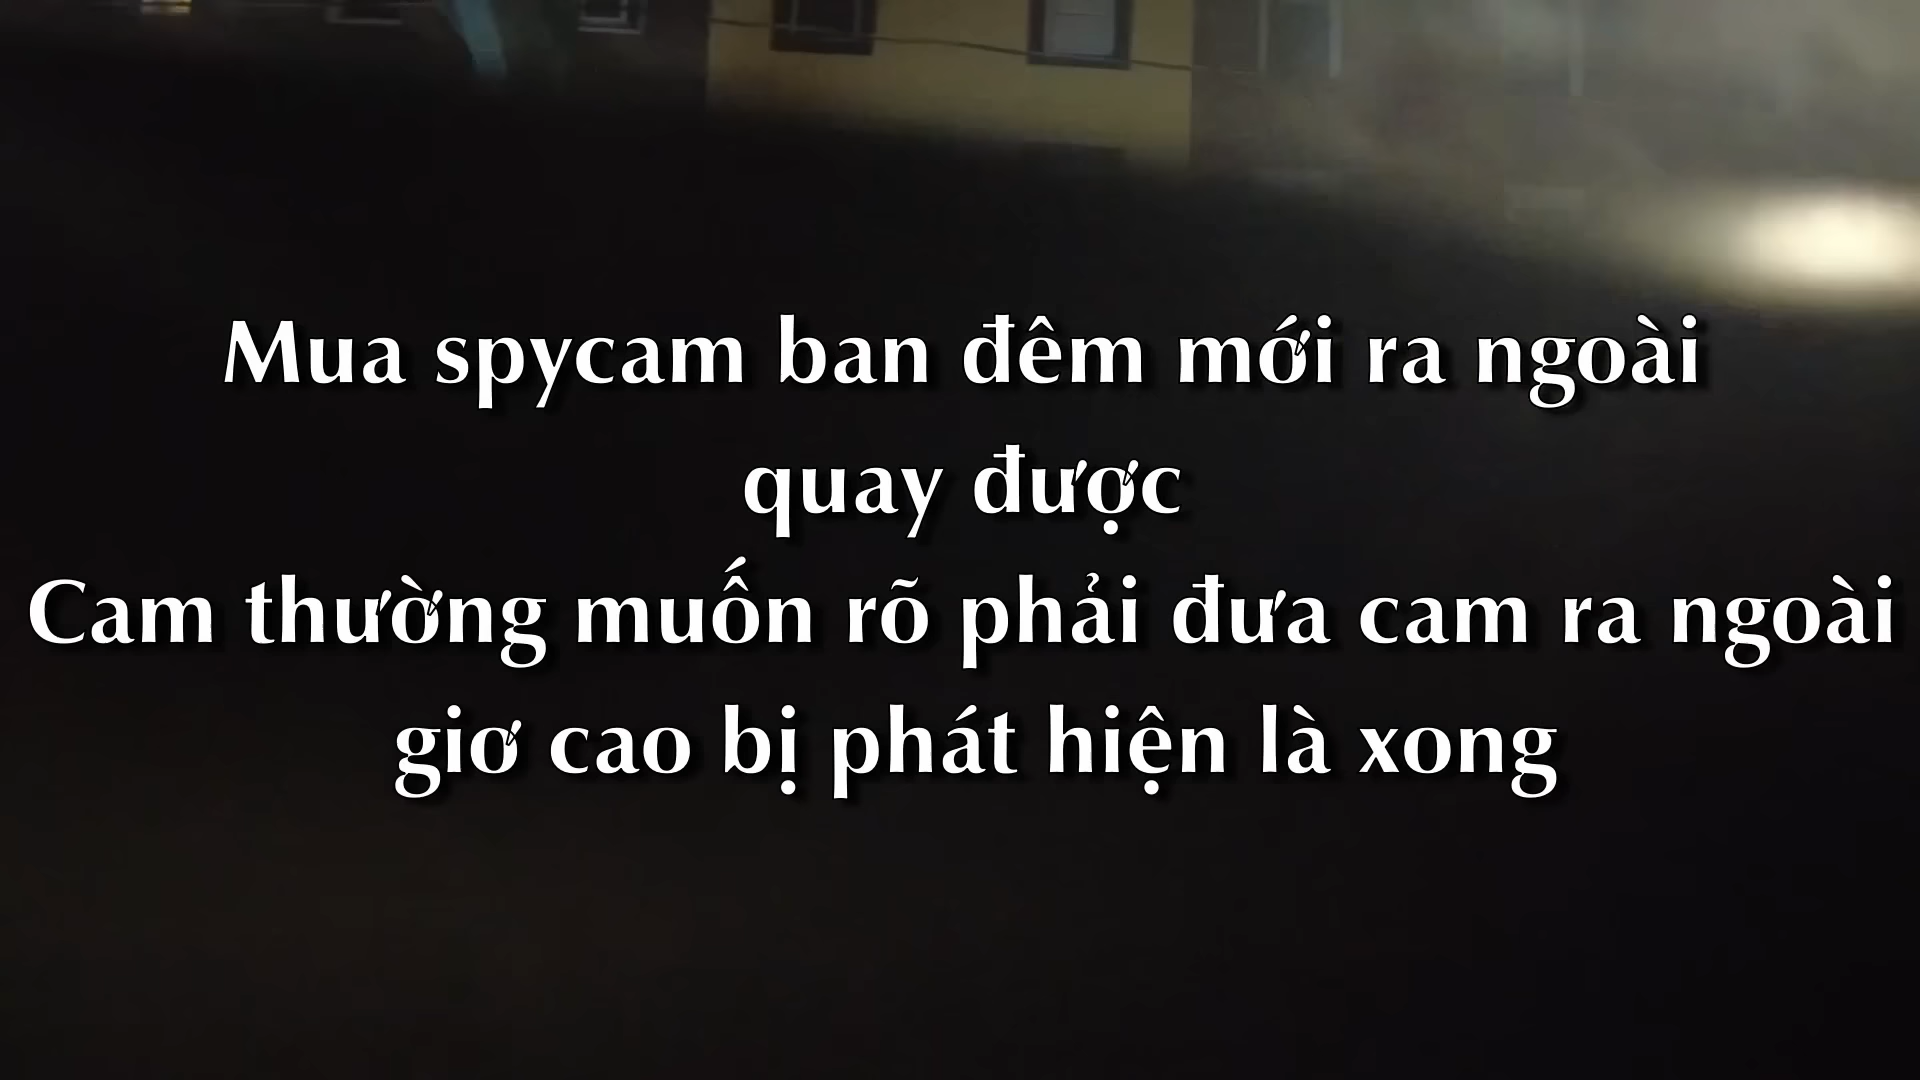 Mua spycam ban đêm mới ra ngoài
quay được
Cam thường muốn rõ phải đưa cam ra ngoài
giơ cao bị phát hiện là xong